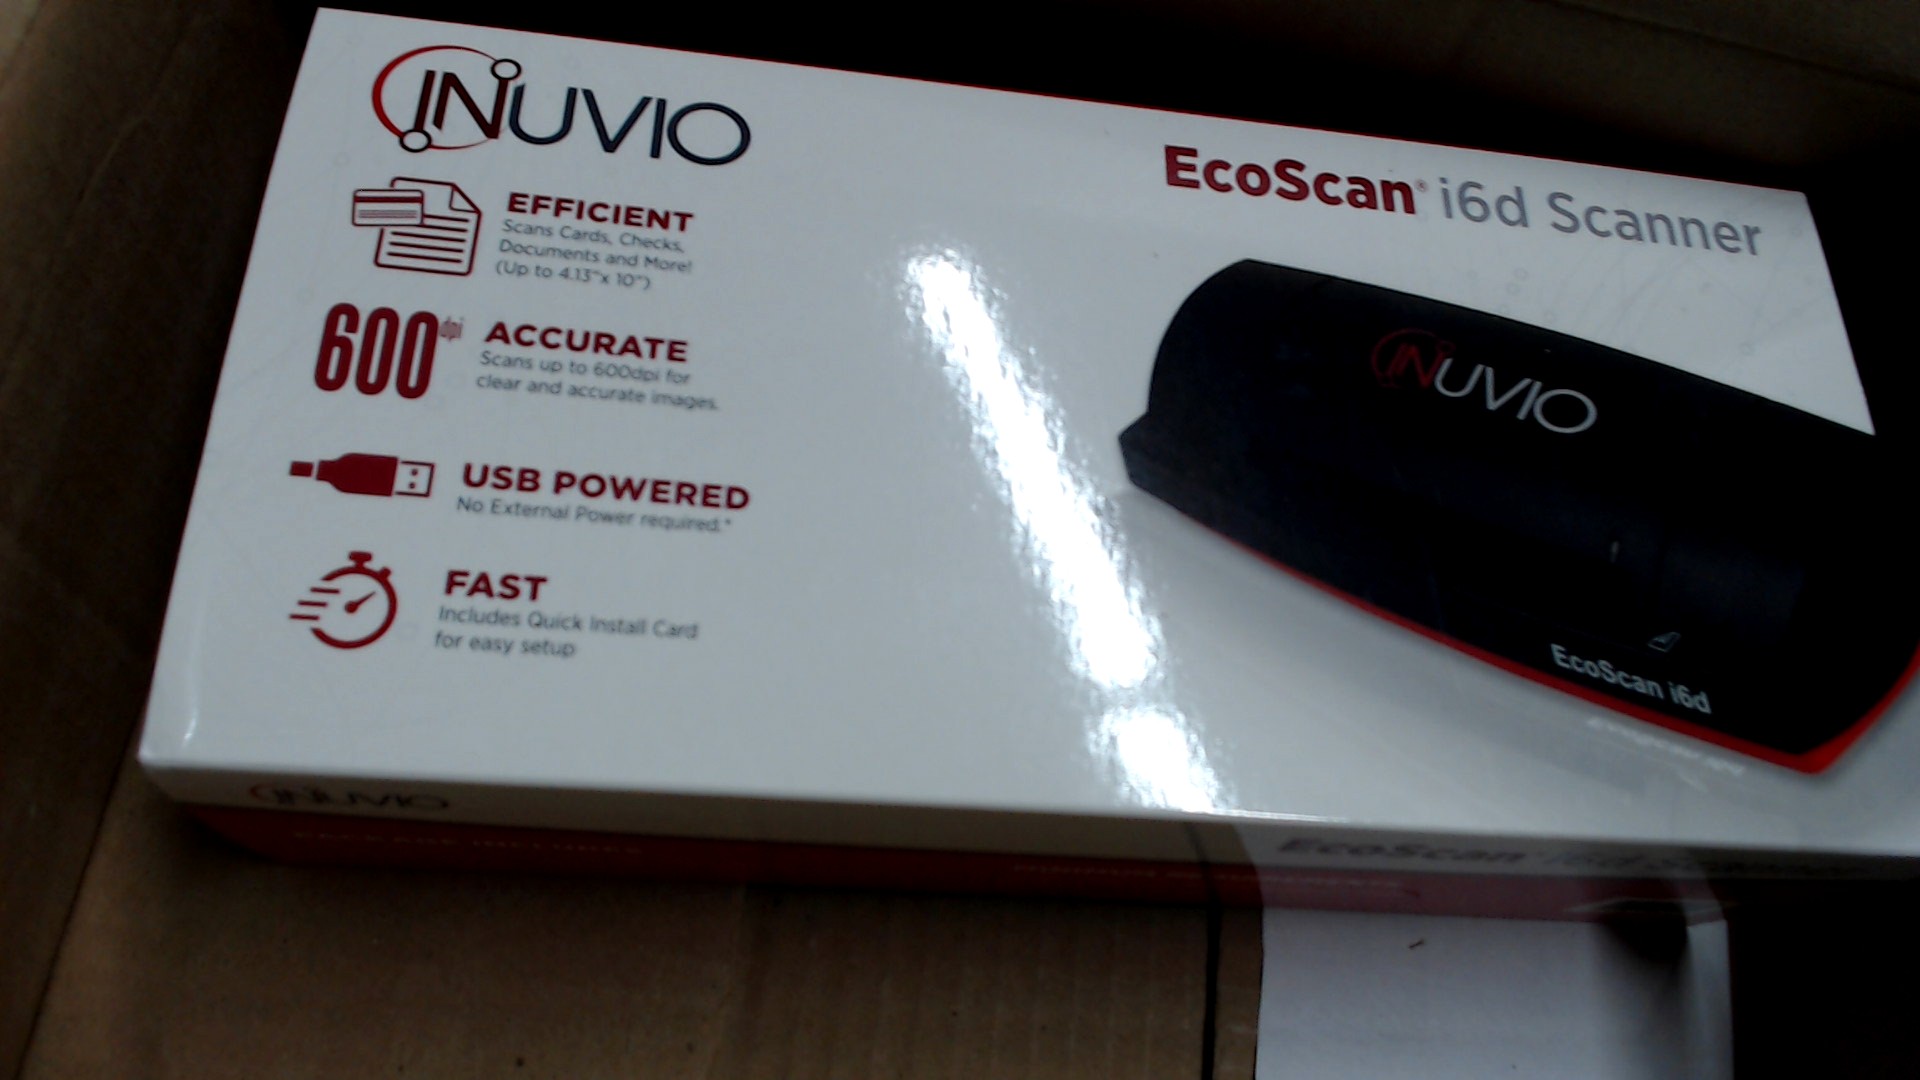 INUVIO
EFFICIENT
Scans Cards, Checks,
Documents and More!
(Up to 4.13"x 10")
600dpi
ACCURATE
Scans up to 600dpi for
clear and accurate images.
USB POWERED
No External Power required.*
FAST
Includes Quick Install Card
for easy setup
EcoScan® i6d Scanner
INUVIO
EcoScan i6d
INUVIO
EcoScan® i6d Scanner